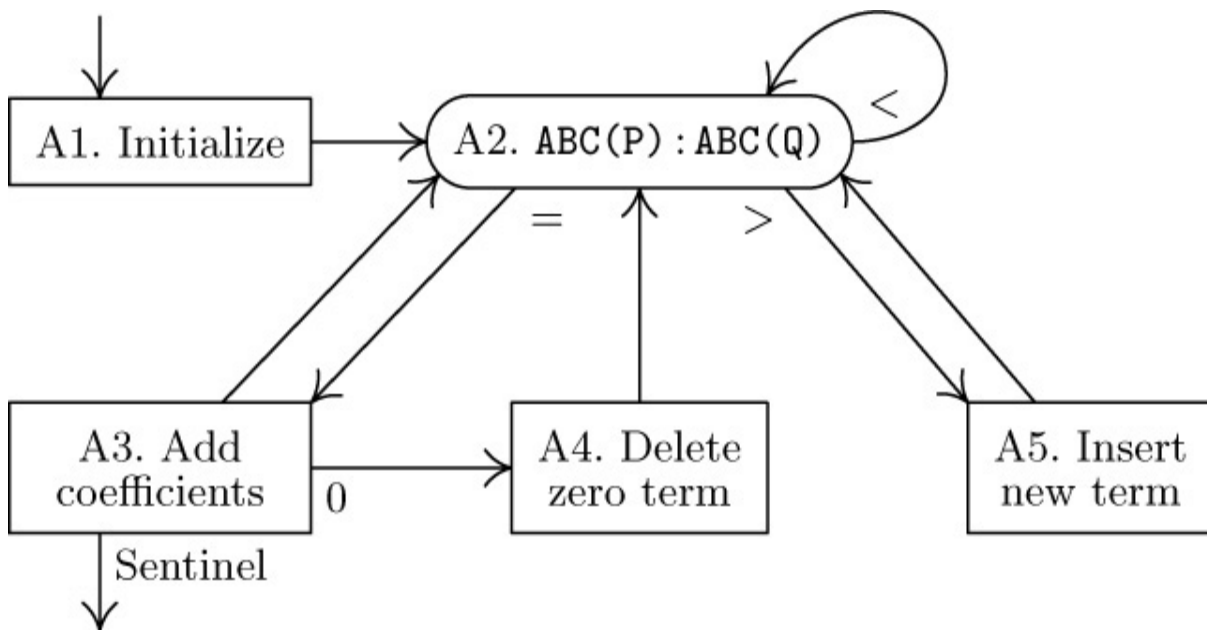 A1. Initialize
A2. ABC(P):ABC(Q)
<
=
>
A3. Add
coefficients
0
A4. Delete
zero term
A5. Insert
new term
Sentinel